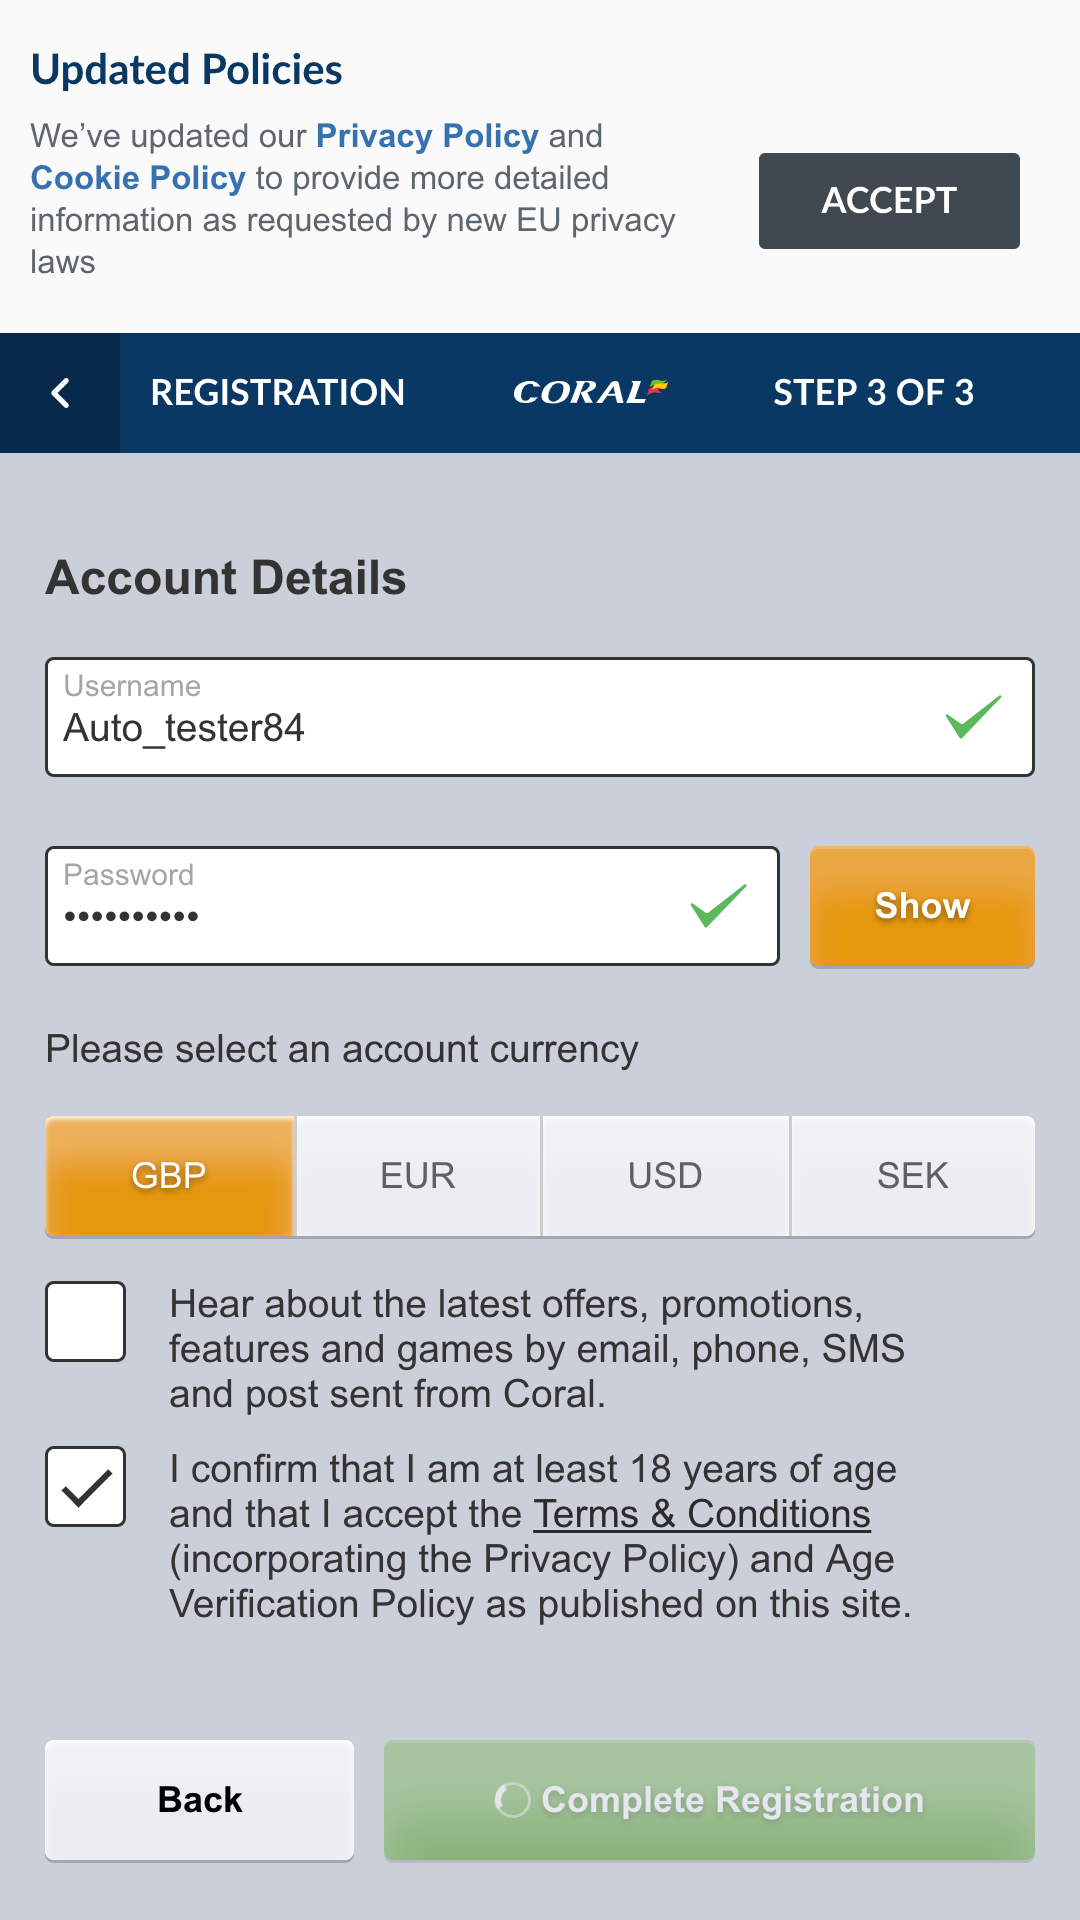 Updated Policies
We’ve updated our Privacy Policy and
Cookie Policy to provide more detailed
information as requested by new EU privacy
laws
ACCEPT
REGISTRATION
CORAL
STEP 3 OF 3
Account Details
Username
Auto_tester84
Password
••••••••••
Show
Please select an account currency
GBP
EUR
USD
SEK
Hear about the latest offers, promotions,
features and games by email, phone, SMS
and post sent from Coral.
I confirm that I am at least 18 years of age
and that I accept the Terms & Conditions
(incorporating the Privacy Policy) and Age
Verification Policy as published on this site.
Back
Complete Registration